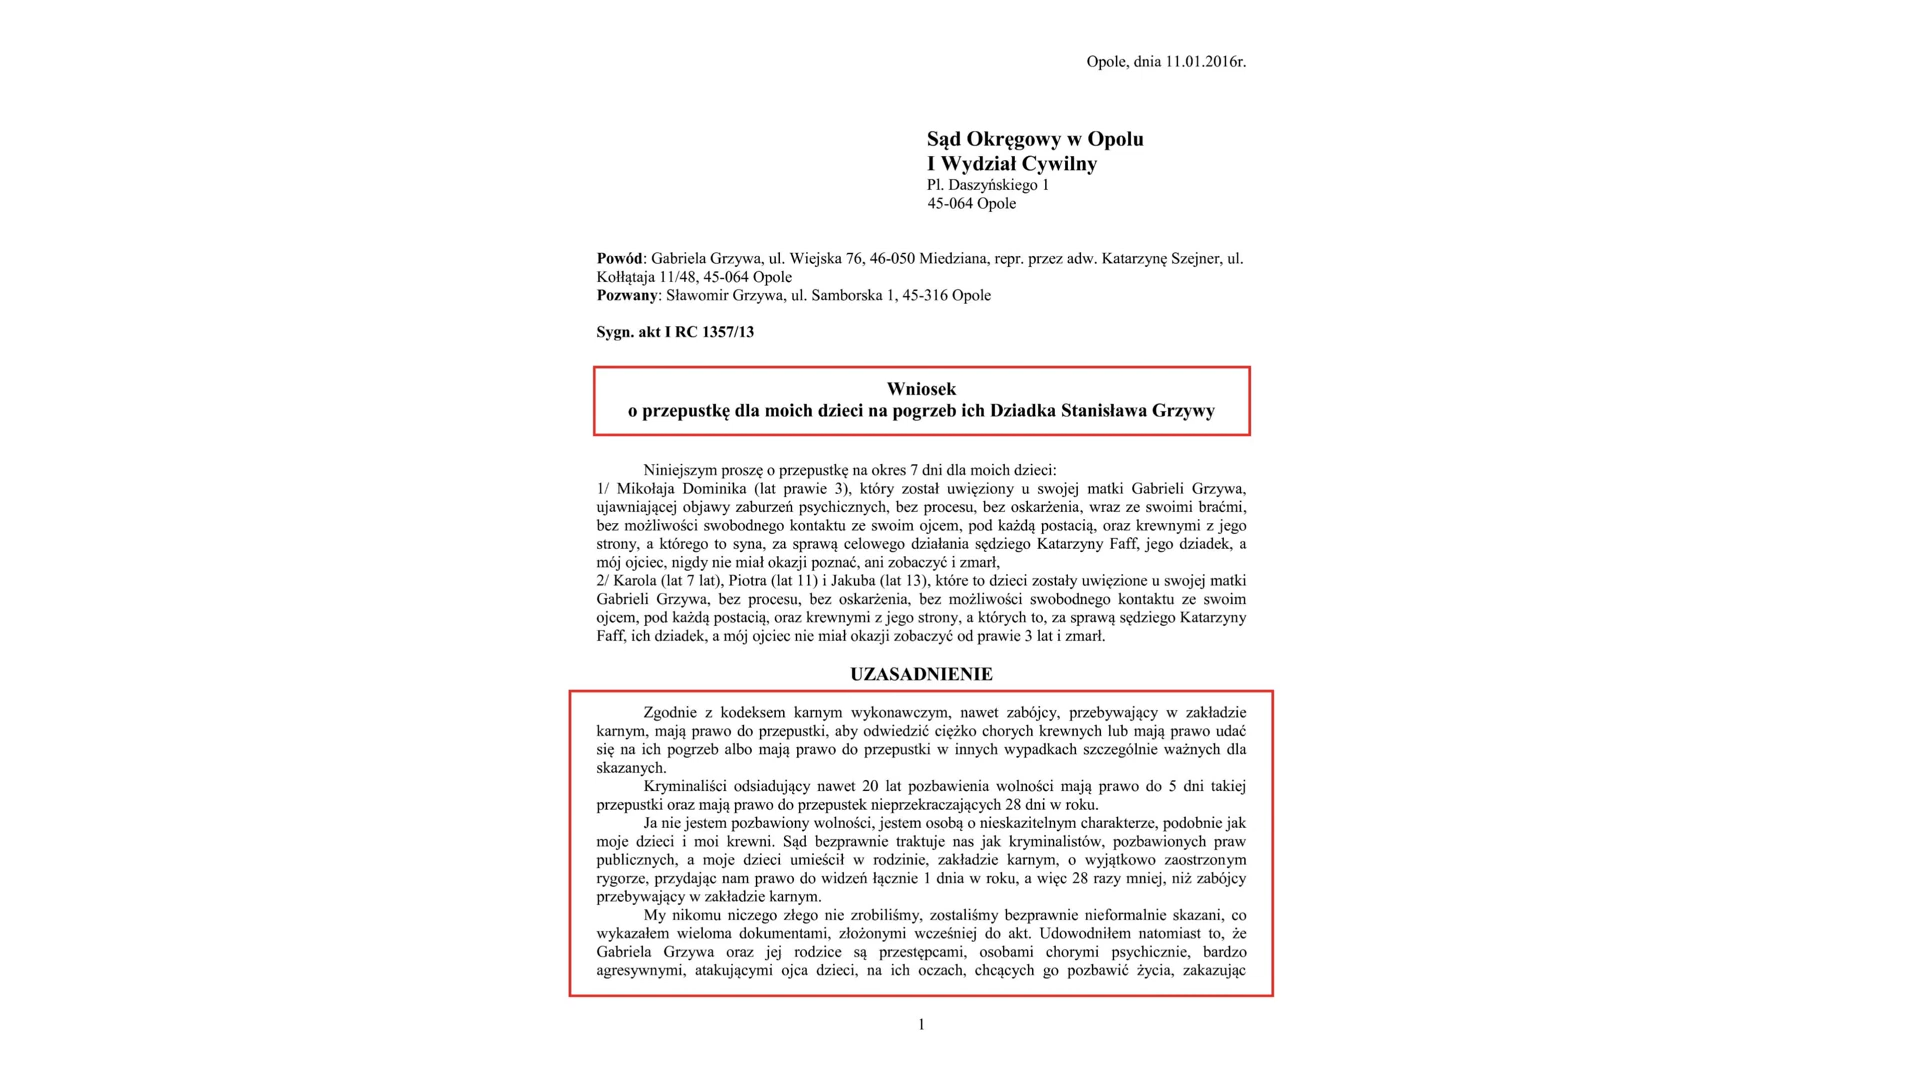 Opole, dnia 11.01.2016r.
Sąd Okręgowy w Opolu
I Wydział Cywilny
Pl. Daszyńskiego 1
45-064 Opole
Powód: Gabriela Grzywa, ul. Wiejska 76, 46-050 Miedziana, repr. przez adw. Katarzynę Szejner, ul.
Kołłątaja 11/48, 45-064 Opole
Pozwany: Sławomir Grzywa, ul. Samborska 1, 45-316 Opole
Sygn. akt I RC 1357/13
Wniosek
o przepustkę dla moich dzieci na pogrzeb ich Dziadka Stanisława Grzywy
Niniejszym proszę o przepustkę na okres 7 dni dla moich dzieci:
1/ Mikołaja Dominika (lat prawie 3), który został uwięziony u swojej matki Gabrieli Grzywa,
ujawniającej objawy zaburzeń psychicznych, bez procesu, bez oskarżenia, wraz ze swoimi braćmi,
bez możliwości swobodnego kontaktu ze swoim ojcem, pod każdą postacią, oraz krewnymi z jego
strony, a którego to syna, za sprawą celowego działania sędziego Katarzyny Faff, jego dziadek, a
mój ojciec, nigdy nie miał okazji poznać, ani zobaczyć i zmarł,
2/ Karola (lat 7 lat), Piotra (lat 11) i Jakuba (lat 13), które to dzieci zostały uwięzione u swojej matki
Gabrieli Grzywa, bez procesu, bez oskarżenia, bez możliwości swobodnego kontaktu ze swoim
ojcem, pod każdą postacią, oraz krewnymi z jego strony, a których to, za sprawą sędziego Katarzyny
Faff, ich dziadek, a mój ojciec nie miał okazji zobaczyć od prawie 3 lat i zmarł.
UZASADNIENIE
Zgodnie z kodeksem karnym wykonawczym, nawet zabójcy, przebywający w zakładzie
karnym, mają prawo do przepustki, aby odwiedzić ciężko chorych krewnych lub mają prawo udać
się na ich pogrzeb albo mają prawo do przepustki w innych wypadkach szczególnie ważnych dla
skazanych.
Kryminaliści odsiadujący nawet 20 lat pozbawienia wolności mają prawo do 5 dni takiej
przepustki oraz mają prawo do przepustek nieprzekraczających 28 dni w roku.
Ja nie jestem pozbawiony wolności, jestem osobą o nieskazitelnym charakterze, podobnie jak
moje dzieci i moi krewni. Sąd bezprawnie traktuje nas jak kryminalistów, pozbawionych praw
publicznych, a moje dzieci umieścił w rodzinie, zakładzie karnym, o wyjątkowo zaostrzonym
rygorze, przydając nam prawo do widzeń łącznie 1 dnia w roku, a więc 28 razy mniej, niż zabójcy
przebywający w zakładzie karnym.
My nikomu niczego złego nie zrobiliśmy, zostaliśmy bezprawnie nieformalnie skazani, co
wykazałem wieloma dokumentami, złożonymi wcześniej do akt. Udowodniłem natomiast to, że
Gabriela Grzywa oraz jej rodzice są przestępcami, osobami chorymi psychicznie, bardzo
agresywnymi, atakującymi ojca dzieci, na ich oczach, chcących go pozbawić życia, zakazując
1